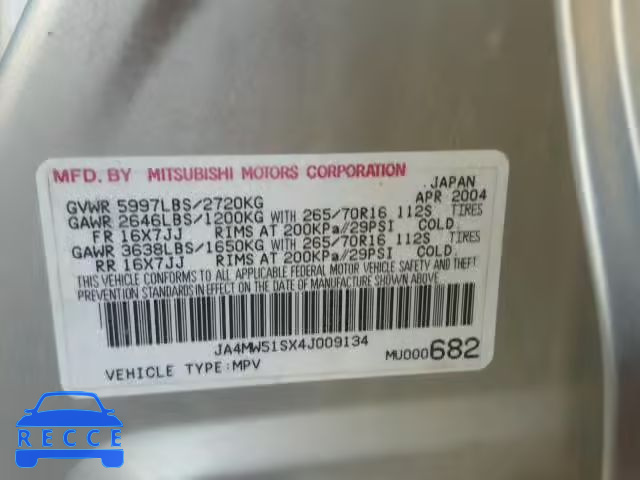 MFD. BY MITSUBISHI MOTORS CORPORATION
JAPAN
GVWR 5997LBS/2720KG APR 2004
GAWR 2646LBS/1200KG WITH 265/70R16 112S TIRES
FR 16X7JJ RIMS AT 200KPa/29PSI COLD
GAWR 3638LBS/1650KG WITH 265/70R16 112S TIRES
RR 16X7JJ RIMS AT 200KPa/29PSI COLD
THIS VEHICLE CONFORMS TO ALL APPLICABLE FEDERAL MOTOR VEHICLE SAFETY AND THEFT
PREVENTION STANDARDS IN EFFECT ON THE DATE OF MANUFACTURE SHOWN ABOVE.
JA4MW51SX4J009134 MU000682
VEHICLE TYPE:MPV
RECCE